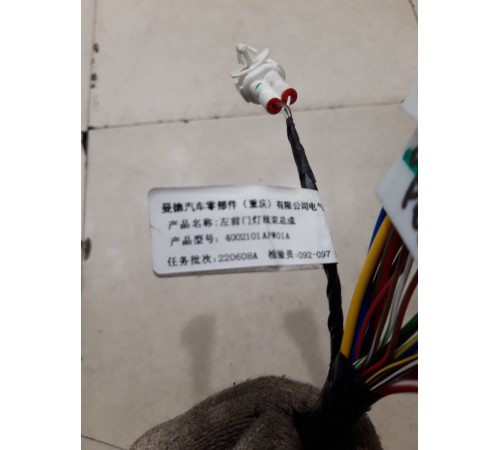 曼德汽车零部件（重庆）有限公司电气
产品名称:左前门灯线束总成
产品型号: 4002101APW01A
任务批次:220608A 检验员:092-097